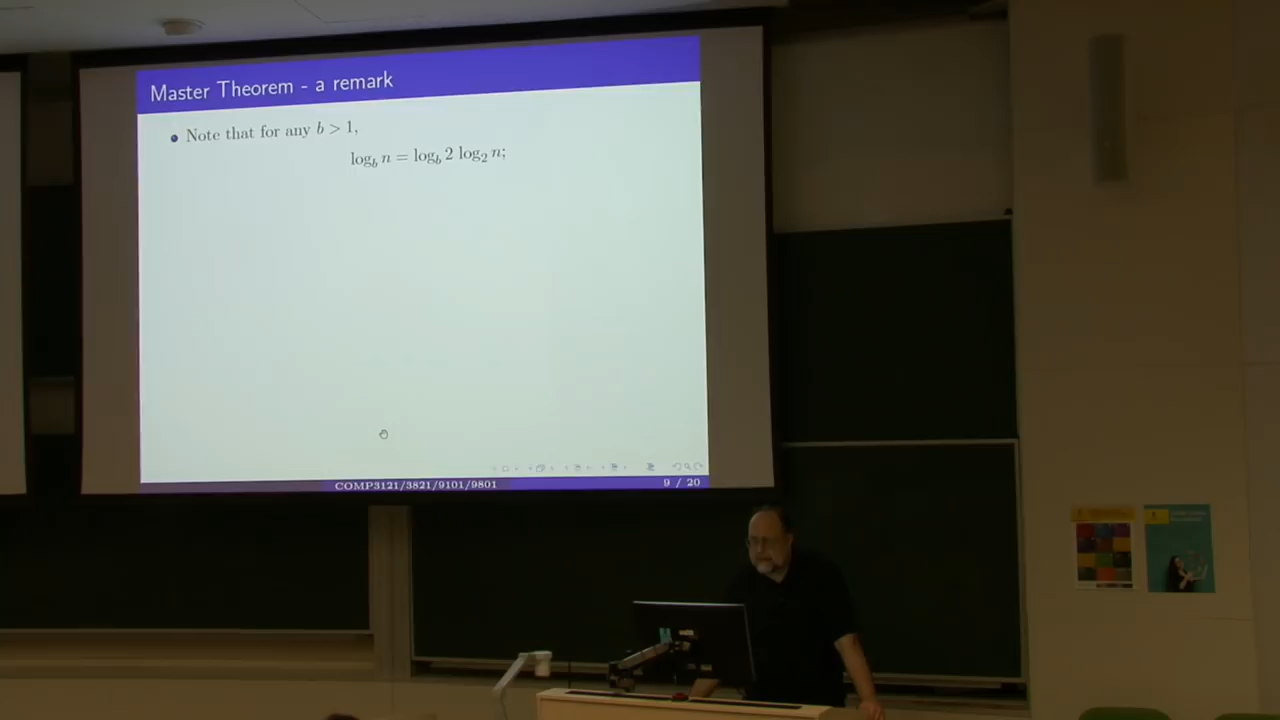 Master Theorem - a remark
Note that for any b > 1,
log_b n = log_b 2 log_2 n;
COMP3121/3821/9101/9801
9 / 20